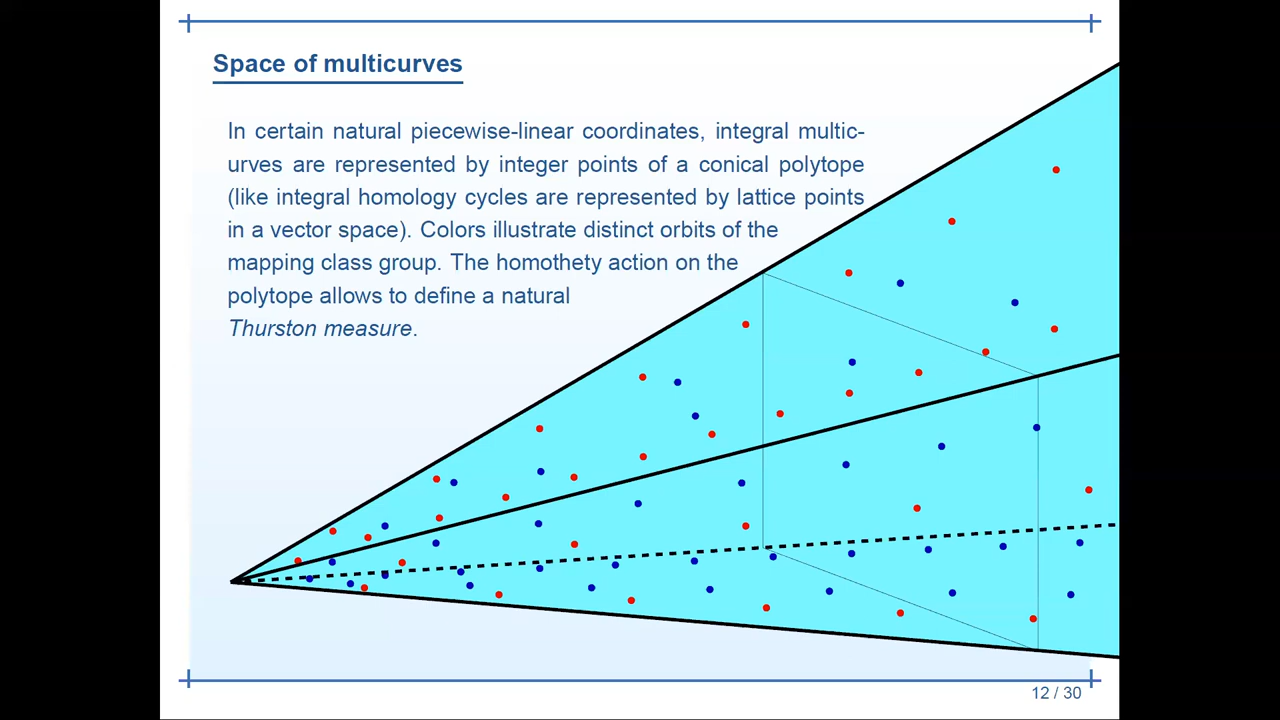 Space of multicurves
In certain natural piecewise-linear coordinates, integral multic-
urves are represented by integer points of a conical polytope
(like integral homology cycles are represented by lattice points
in a vector space). Colors illustrate distinct orbits of the
mapping class group. The homothety action on the
polytope allows to define a natural
Thurston measure.
12 / 30